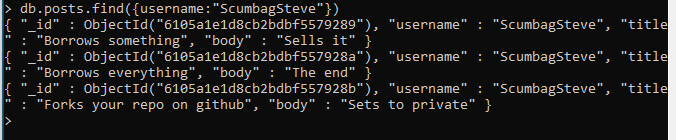 > db.posts.find({username:"ScumbagSteve"})
{ "_id" : ObjectId("6105a1e1d8cb2bdbf5579289"), "username" : "ScumbagSteve", "title
" : "Borrows something", "body" : "Sells it" }
{ "_id" : ObjectId("6105a1e1d8cb2bdbf557928a"), "username" : "ScumbagSteve", "title
" : "Borrows everything", "body" : "The end" }
{ "_id" : ObjectId("6105a1e1d8cb2bdbf557928b"), "username" : "ScumbagSteve", "title
" : "Forks your repo on github", "body" : "Sets to private" }
>